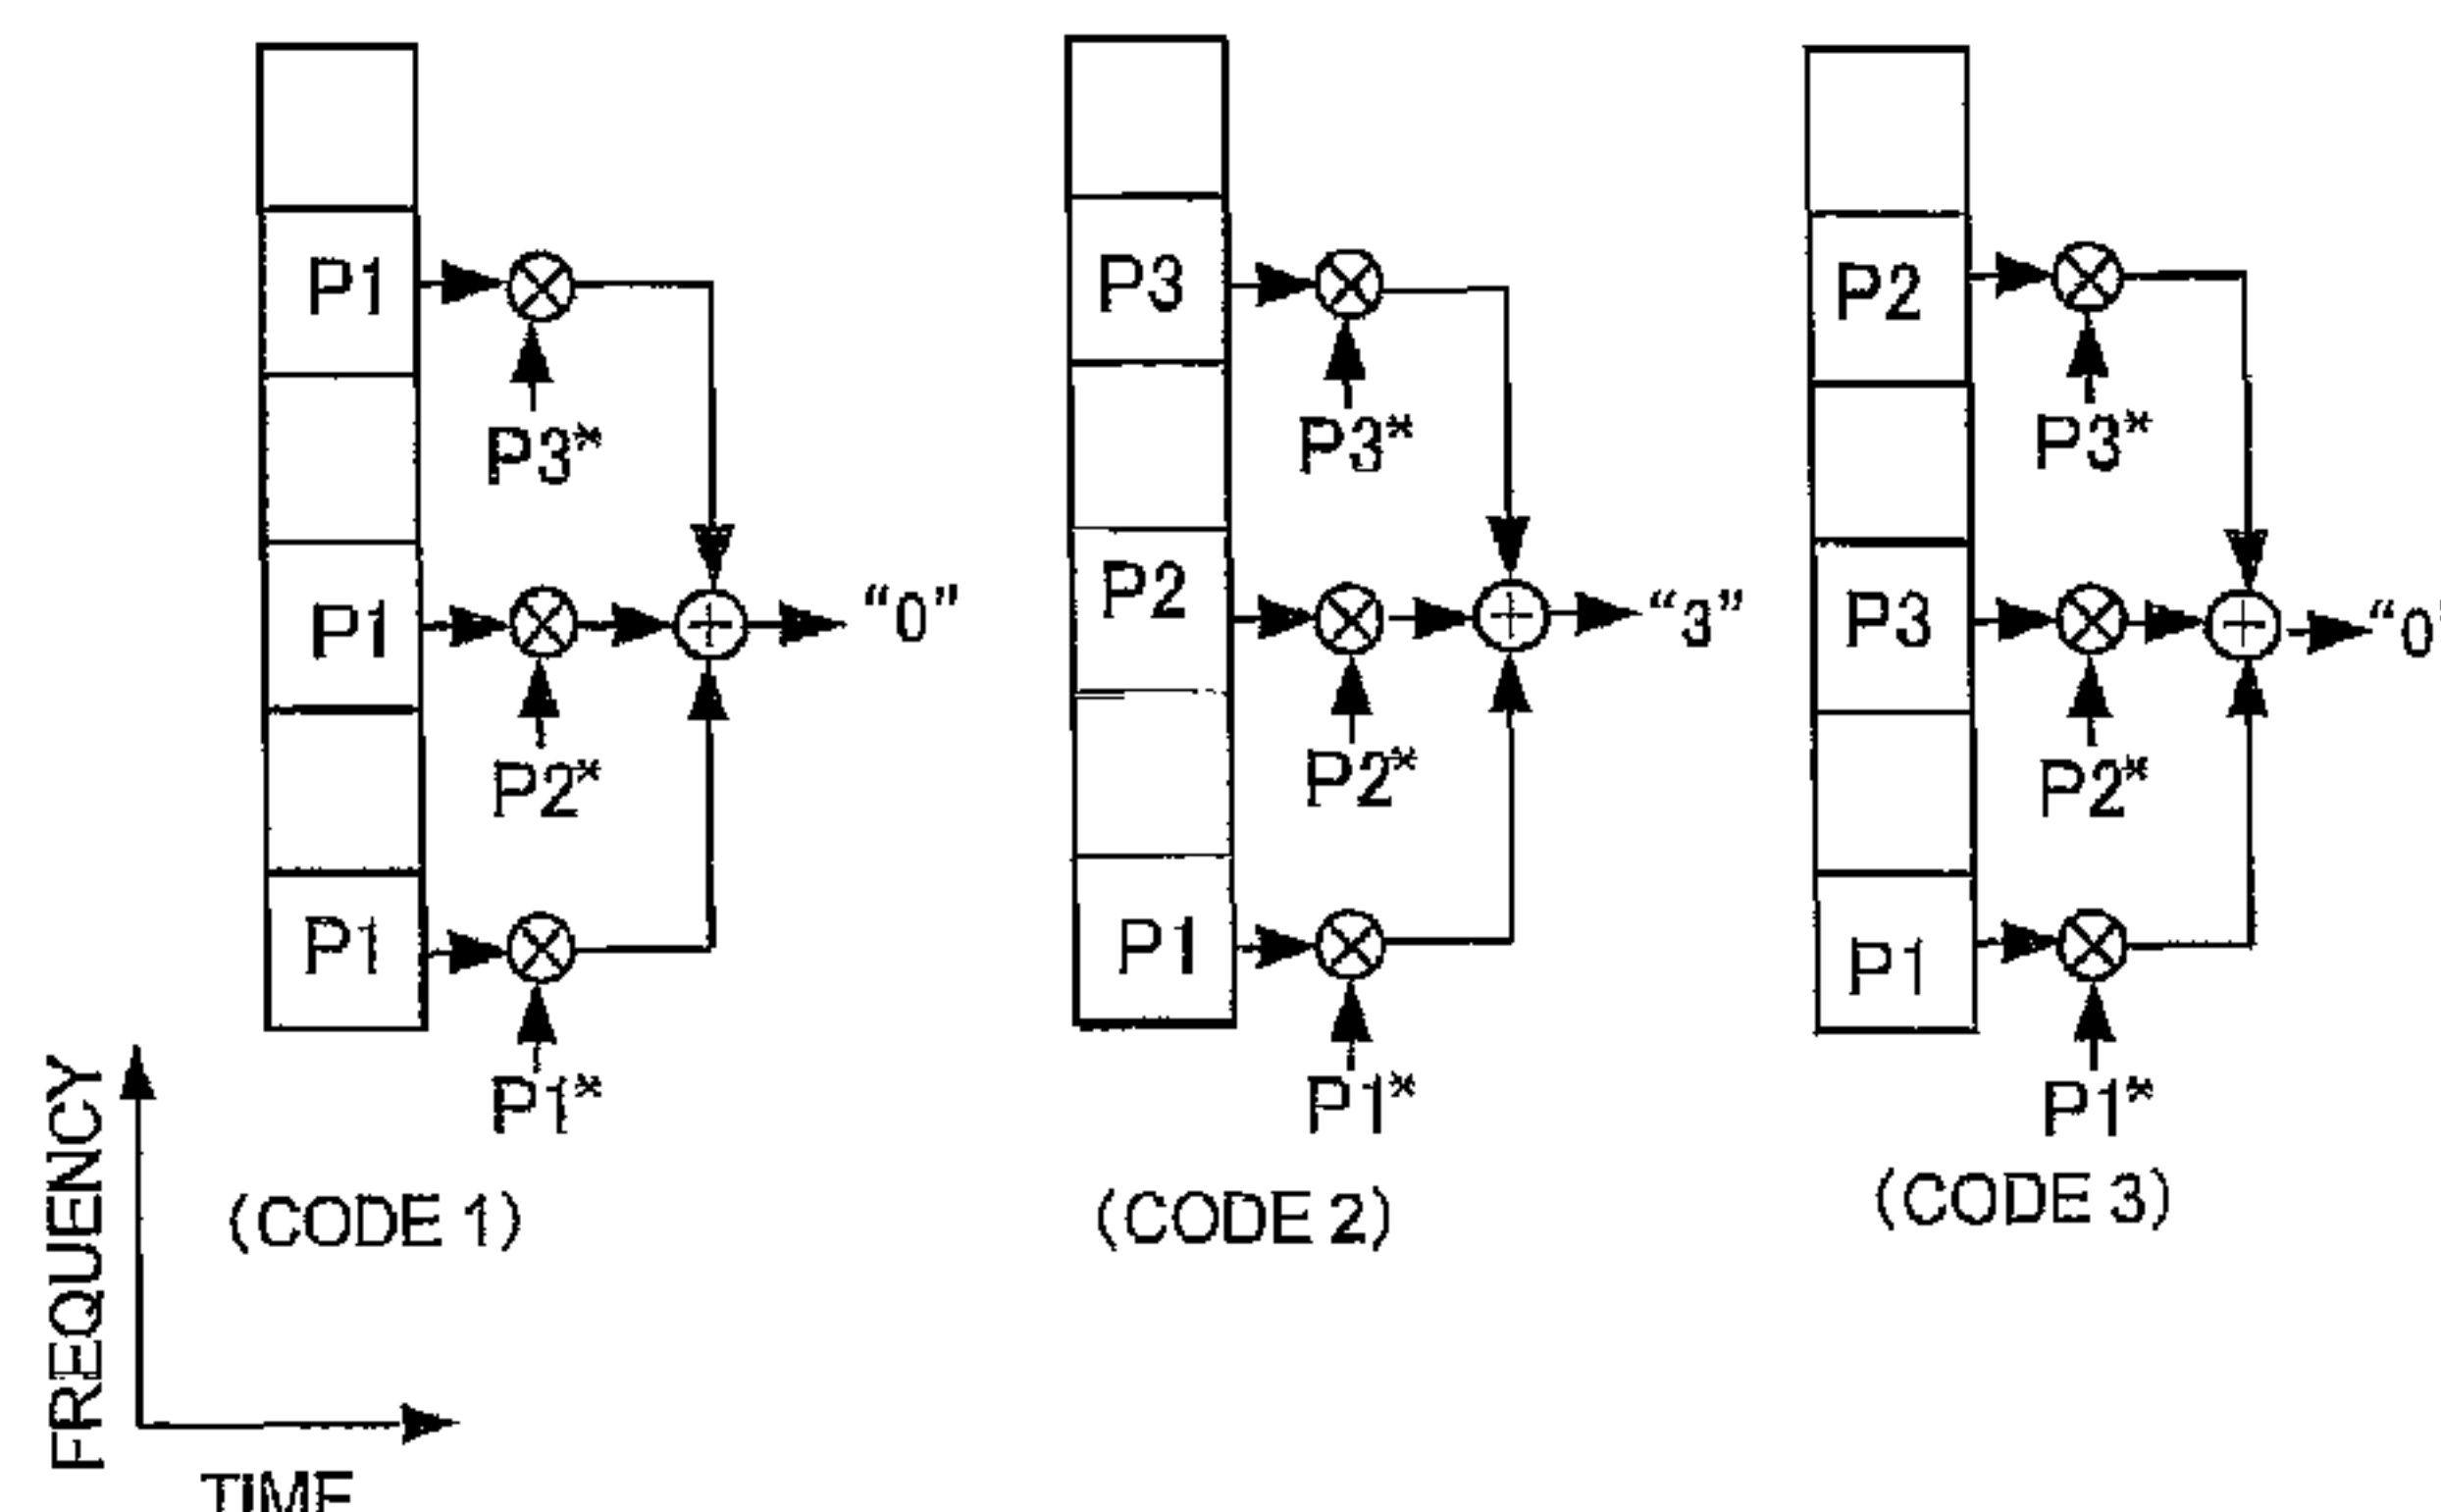 P1
P3*
P1
"0"
P2*
P1
P1*
(CODE 1)
P3
P3*
P2
"3"
P2*
P1
P1*
(CODE 2)
P2
P3*
P3
"0"
P2*
P1
P1*
(CODE 3)
FREQUENCY
TIME